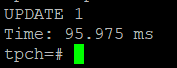 UPDATE 1
Time: 95.975 ms
tpch=#